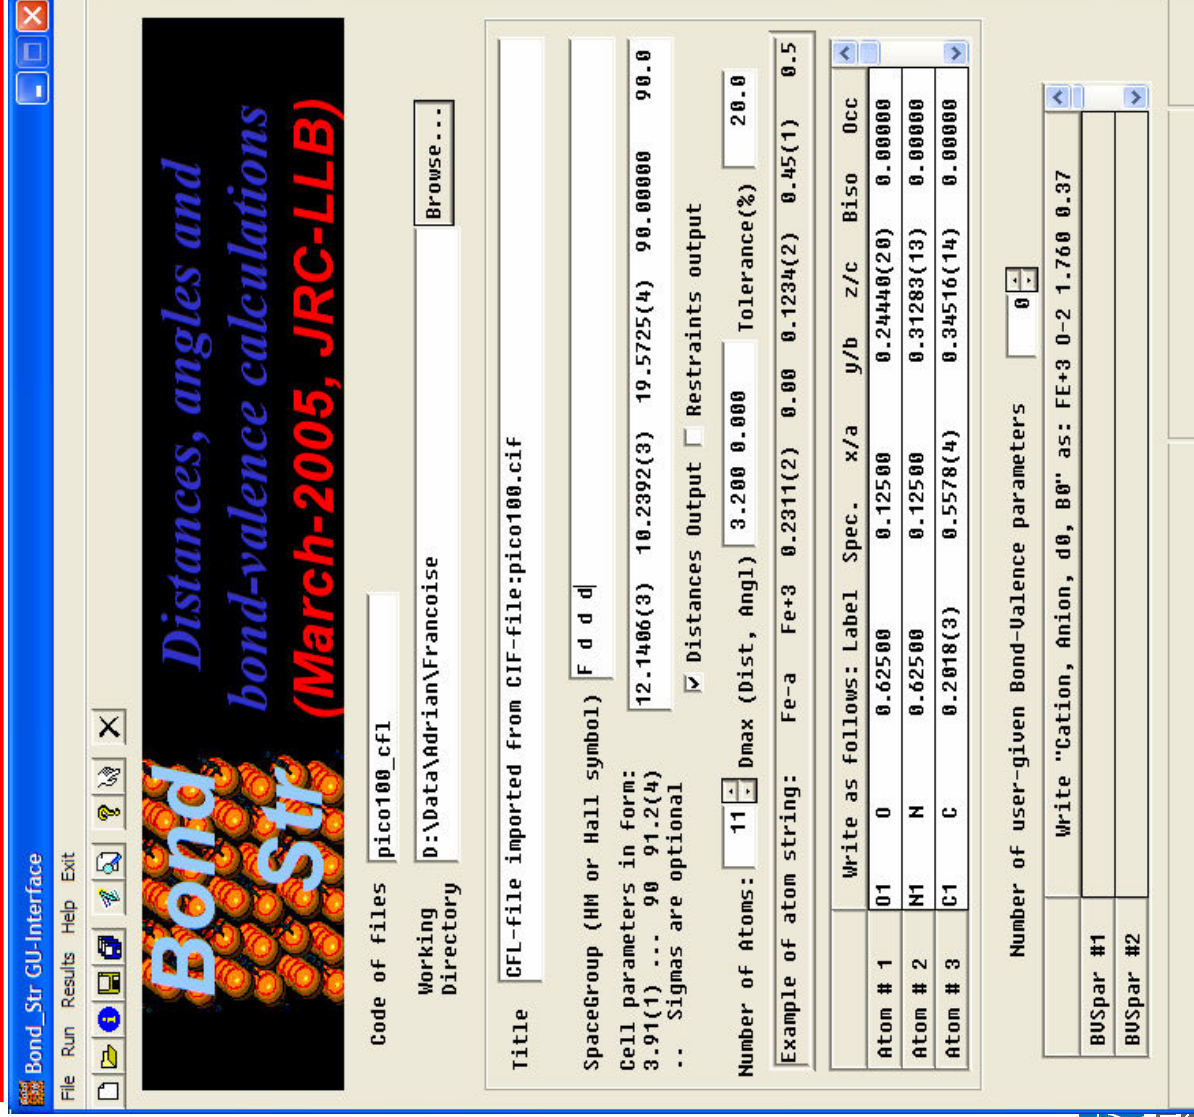 Bond_Str GU-Interface
File Run Results Help Exit
Bond
Str
Distances, angles and
bond-valence calculations
(March-2005, JRC-LLB)
Code of files pico100_cfl
Working
Directory D:\Data\Adrian\Francoise Browse...
Title CFL-file imported from CIF-file:pico100.cif
SpaceGroup (HM or Hall symbol) F d d d
Cell parameters in form:
3.91(1) ... 90 91.2(4)
.. Sigmas are optional
12.1406(3) 10.2392(3) 19.5725(4) 90.00000 90.0
Distances Output Restraints output
Number of Atoms: 11 Dmax (Dist, Angl) 3.200 0.000 Tolerance(%) 20.0
Example of atom string: Fe-a Fe+3 0.2311(2) 0.00 0.1234(2) 0.45(1) 0.5
Write as follows: Label Spec. x/a y/b z/c Biso Occ
Atom # 1 O1 O 0.62500 0.12500 0.24440(20) 0.00000
Atom # 2 N1 N 0.62500 0.12500 0.31283(13) 0.00000
Atom # 3 C1 C 0.2018(3) 0.5578(4) 0.34516(14) 0.00000
Number of user-given Bond-Valence parameters 0
Write "Cation, Anion, d0, B0" as: FE+3 O-2 1.760 0.37
BVSpar #1
BVSpar #2